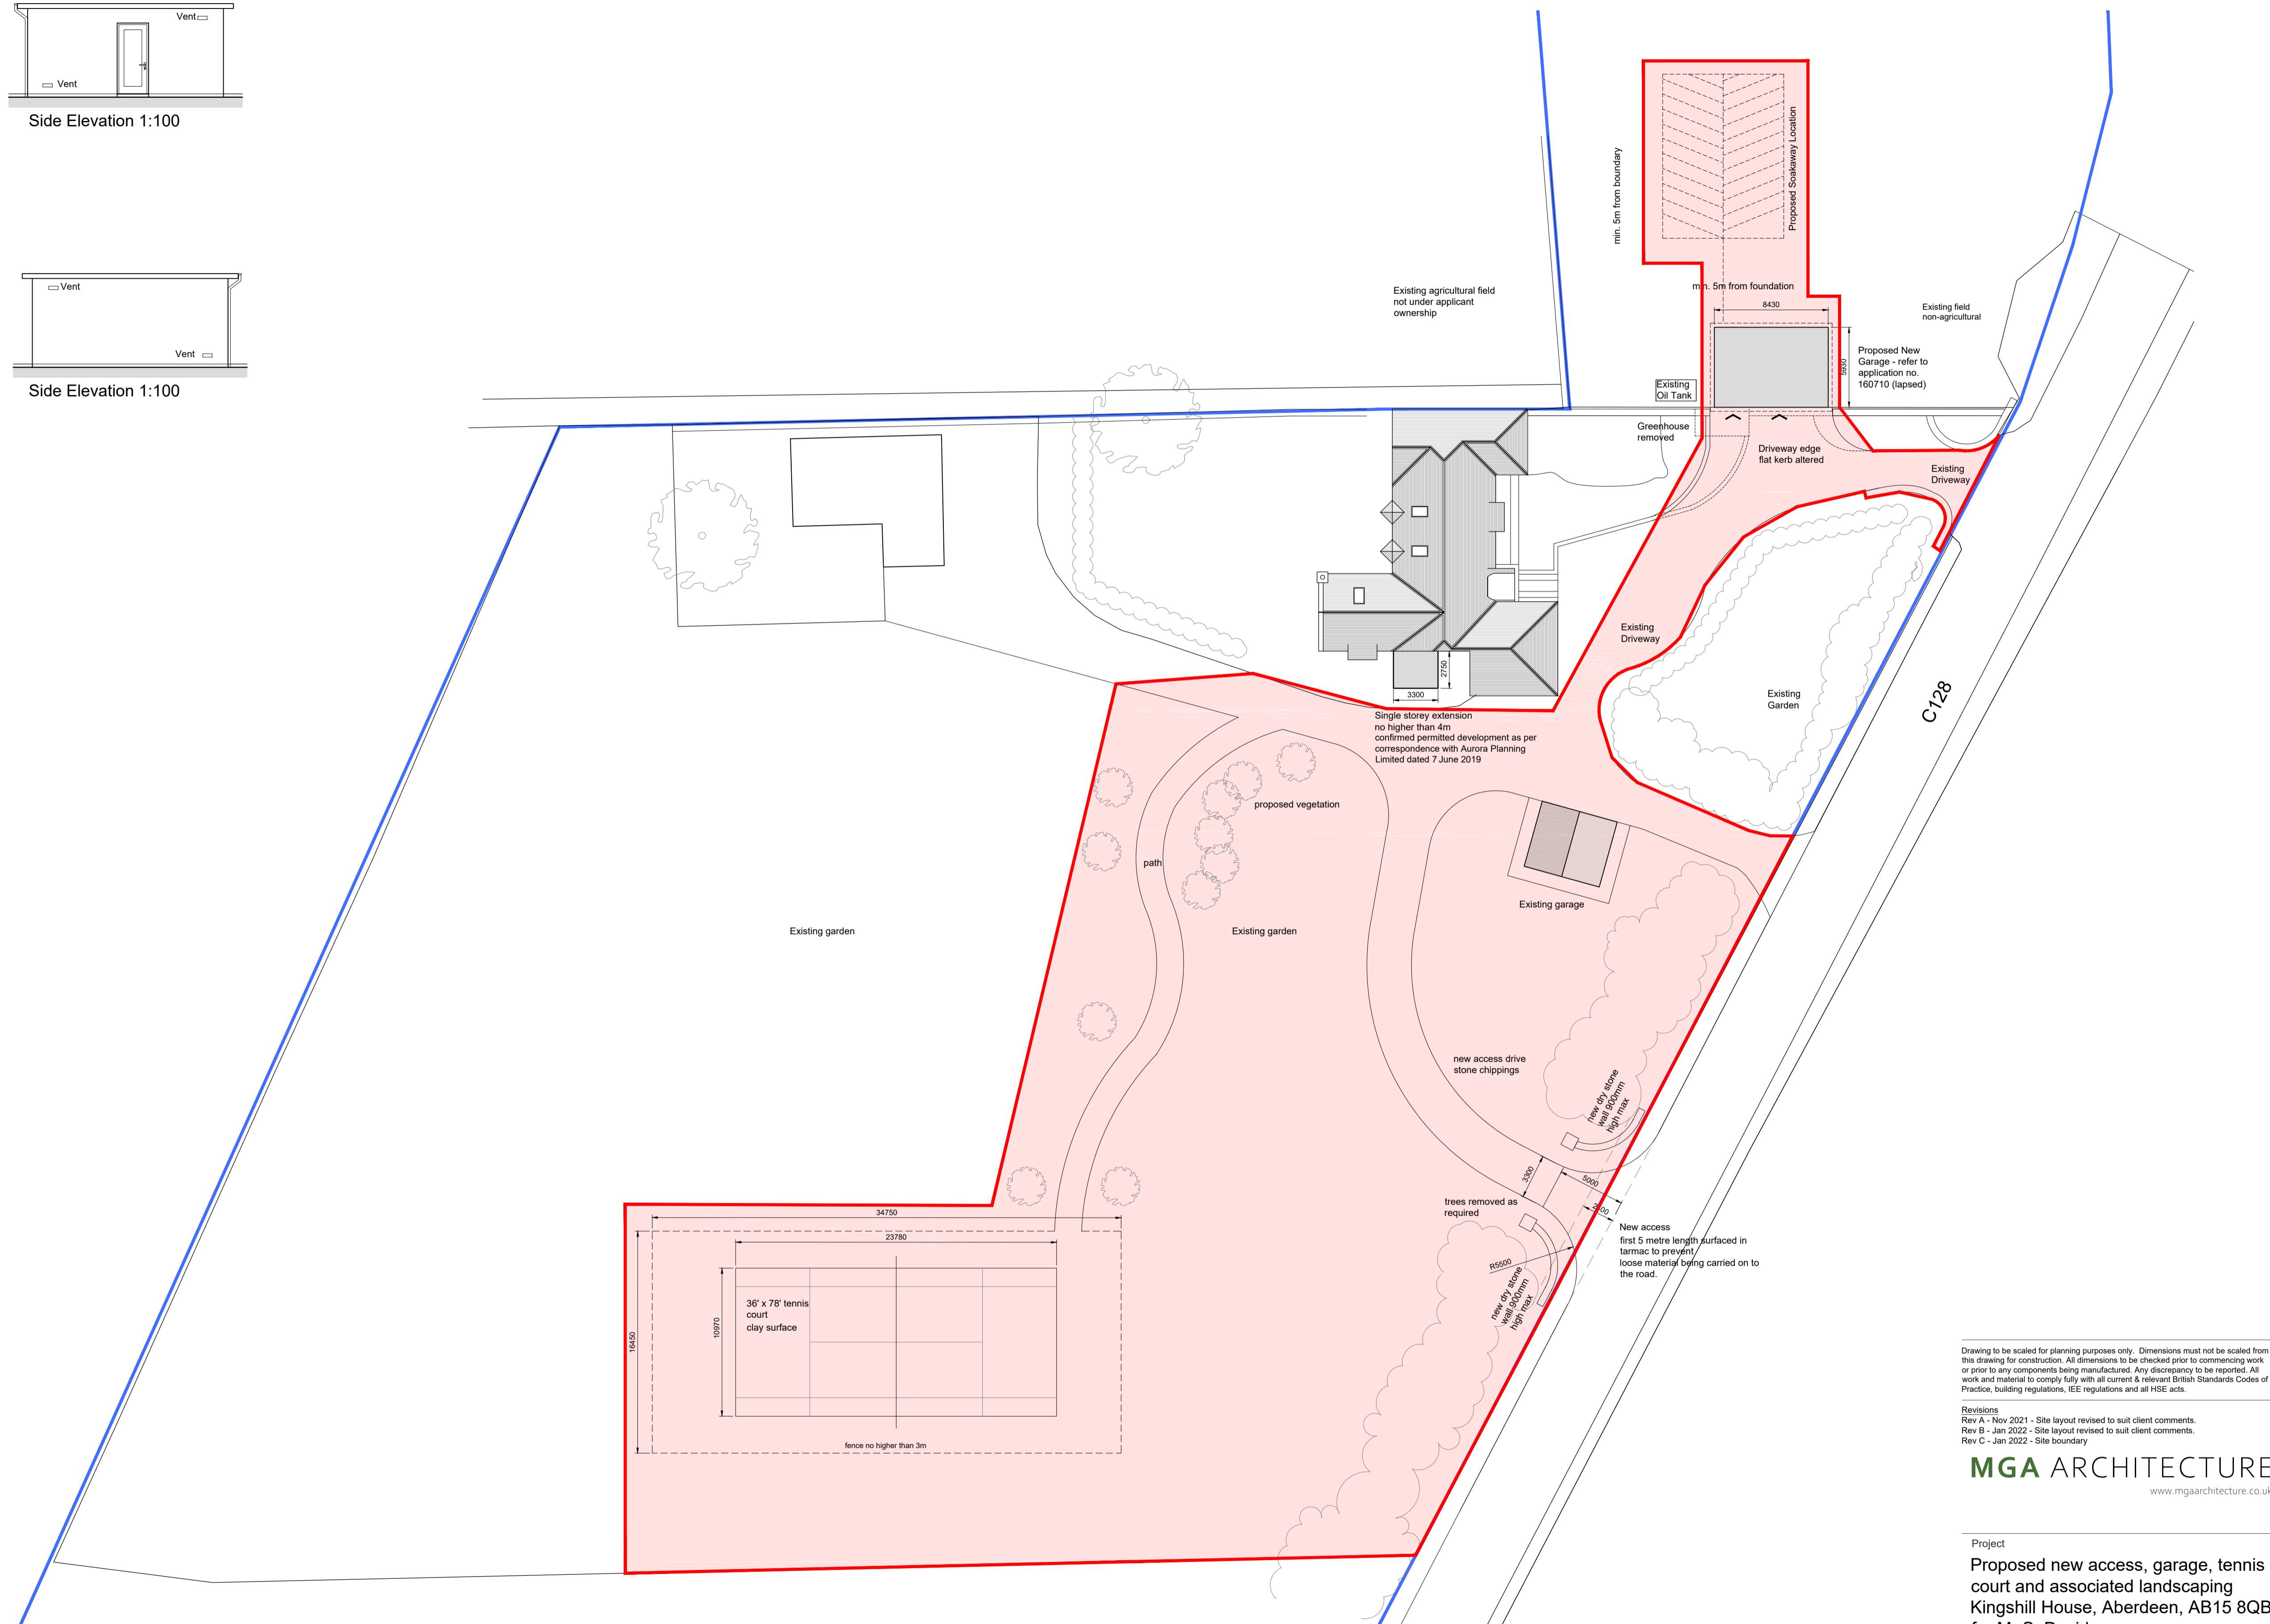 Vent
Vent
Side Elevation 1:100
Vent
Vent
Side Elevation 1:100
min. 5m from boundary
Proposed Soakaway Location
Existing agricultural field
not under applicant
ownership
min. 5m from foundation
8430
5930
Existing field
non-agricultural
Proposed New
Garage - refer to
application no.
160710 (lapsed)
Existing
Oil Tank
Greenhouse
removed
Driveway edge
flat kerb altered
Existing
Driveway
Existing
Driveway
Existing
Garden
C128
2750
3300
Single storey extension
no higher than 4m
confirmed permitted development as per
correspondence with Aurora Planning
Limited dated 7 June 2019
proposed vegetation
path
Existing garage
Existing garden
Existing garden
new access drive
stone chippings
new dry stone
wall 900mm
high max
3300
5000
trees removed as
required
New access
first 5 metre length surfaced in
tarmac to prevent
loose material being carried on to
the road.
R5500
new dry stone
wall 900mm
high max
34750
23780
16450
10970
36' x 78' tennis
court
clay surface
fence no higher than 3m
Drawing to be scaled for planning purposes only. Dimensions must not be scaled from
this drawing for construction. All dimensions to be checked prior to commencing work
or prior to any components being manufactured. Any discrepancy to be reported. All
work and material to comply fully with all current & relevant British Standards Codes of
Practice, building regulations, IEE regulations and all HSE acts.
Revisions
Rev A - Nov 2021 - Site layout revised to suit client comments.
Rev B - Jan 2022 - Site layout revised to suit client comments.
Rev C - Jan 2022 - Site boundary
MGA ARCHITECTURE
www.mgaarchitecture.co.uk
Project
Proposed new access, garage, tennis
court and associated landscaping
Kingshill House, Aberdeen, AB15 8QB